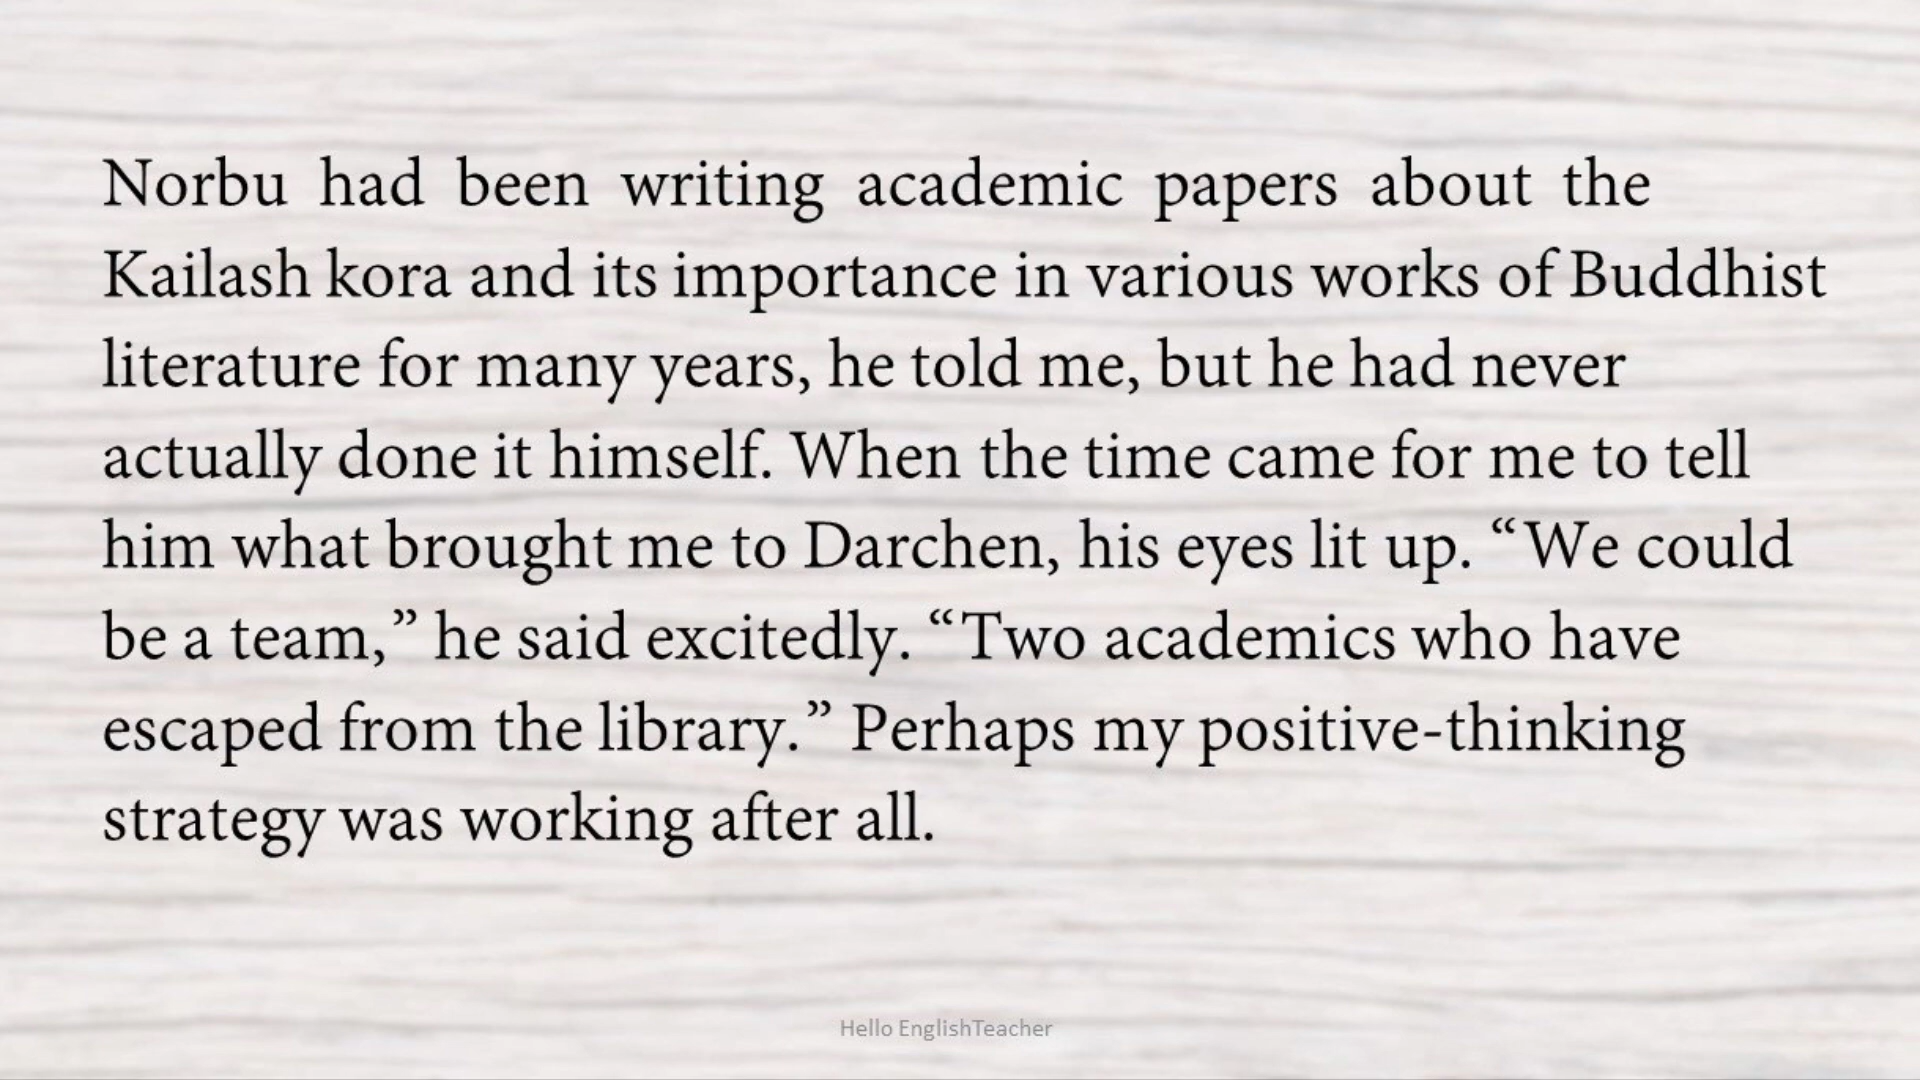 Norbu had been writing academic papers about the
Kailash kora and its importance in various works of Buddhist
literature for many years, he told me, but he had never
actually done it himself. When the time came for me to tell
him what brought me to Darchen, his eyes lit up. “We could
be a team,” he said excitedly. “Two academics who have
escaped from the library.” Perhaps my positive-thinking
strategy was working after all.
Hello EnglishTeacher